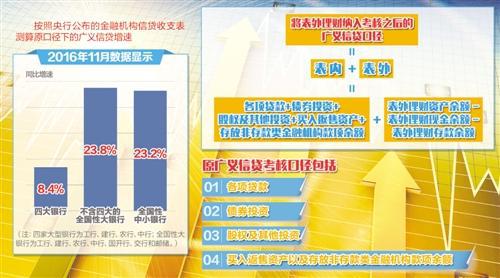 按照央行公布的金融机构信贷收支表
测算原口径下的广义信贷增速
2016年11月数据显示
同比增速
8.4%
23.8%
23.2%
四大银行
不含四大的
全国性大银行
全国性
中小银行
（注：四家大型银行为工行、建行、农行、中行；全国性大
银行为工行、建行、农行、中行、国开行、交行和邮储。）
将表外理财纳入考核之后的
广义信贷口径
=
表内+表外
=
各项贷款+债券投资+
股权及其他投资+买入返售资产+
存放非存款类金融机构款项余额
+
表外理财资产余额-
表外理财现金余额-
表外理财存款余额
原广义信贷考核口径包括
01 各项贷款
02 债券投资
03 股权及其他投资
04 买入返售资产以及存放非存款类金融机构款项余额